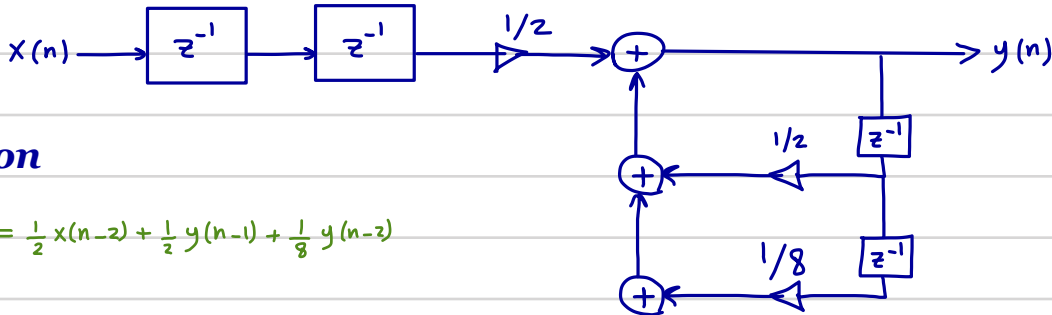 1/2
X(n) z⁻¹ z⁻¹ + y(n)
z⁻¹
1/2
on +
= 1/2 x(n-2) + 1/2 y(n-1) + 1/8 y(n-2)
z⁻¹
1/8
+